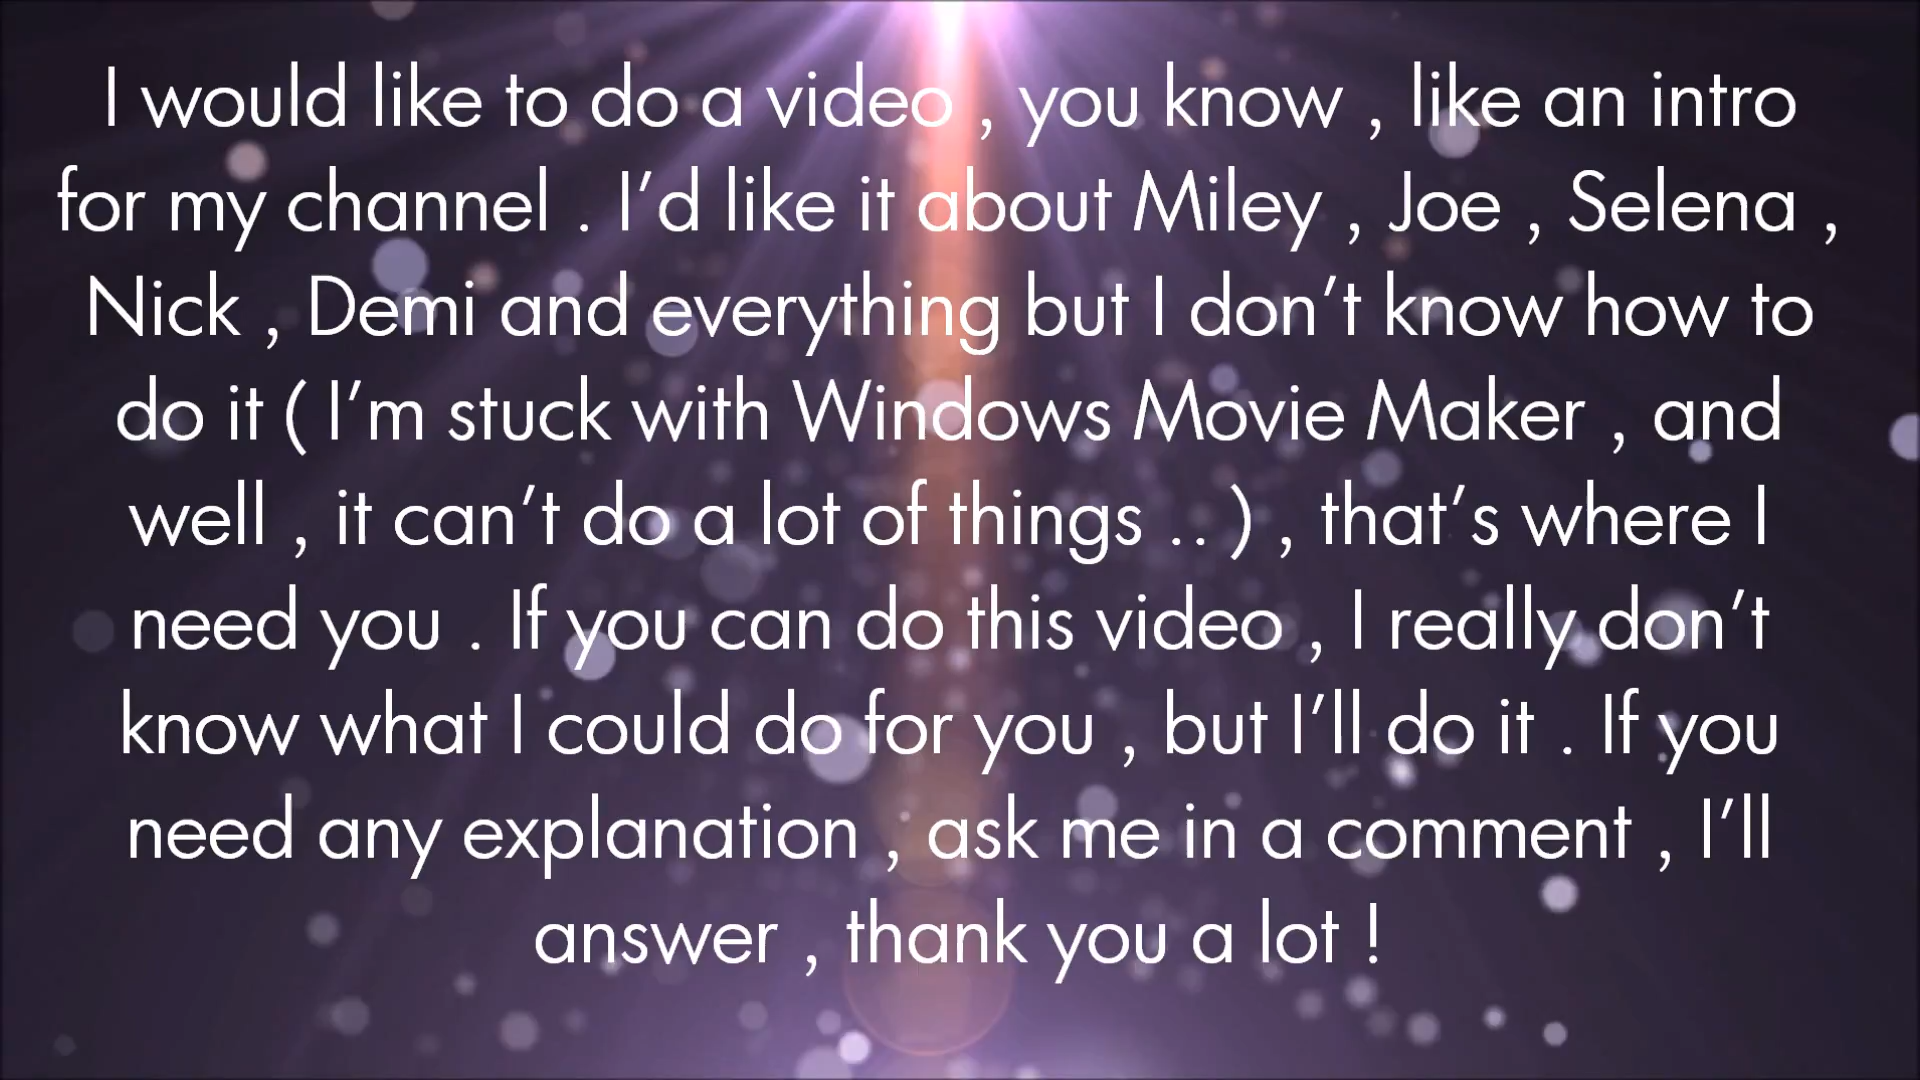 I would like to do a video , you know , like an intro
for my channel . I’d like it about Miley , Joe , Selena ,
Nick , Demi and everything but I don’t know how to
do it ( I’m stuck with Windows Movie Maker , and
well , it can’t do a lot of things .. ) , that’s where I
need you . If you can do this video , I really don’t
know what I could do for you , but I’ll do it . If you
need any explanation , ask me in a comment , I’ll
answer , thank you a lot !